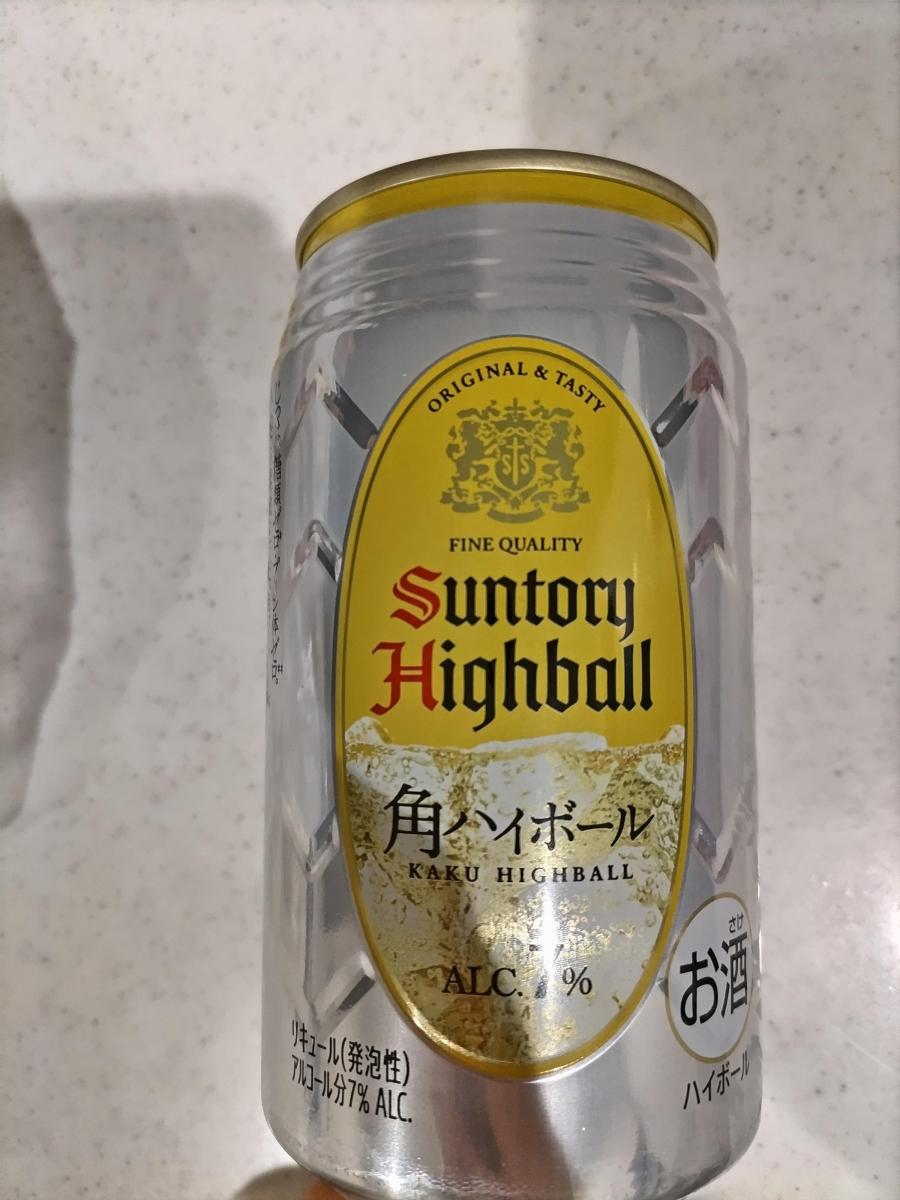 ORIGINAL & TASTY
FINE QUALITY
Suntory
Highball
角ハイボール
KAKU HIGHBALL
ALC. 7%
さけ
お酒
ハイボール
リキュール(発泡性)
アルコール分7% ALC.